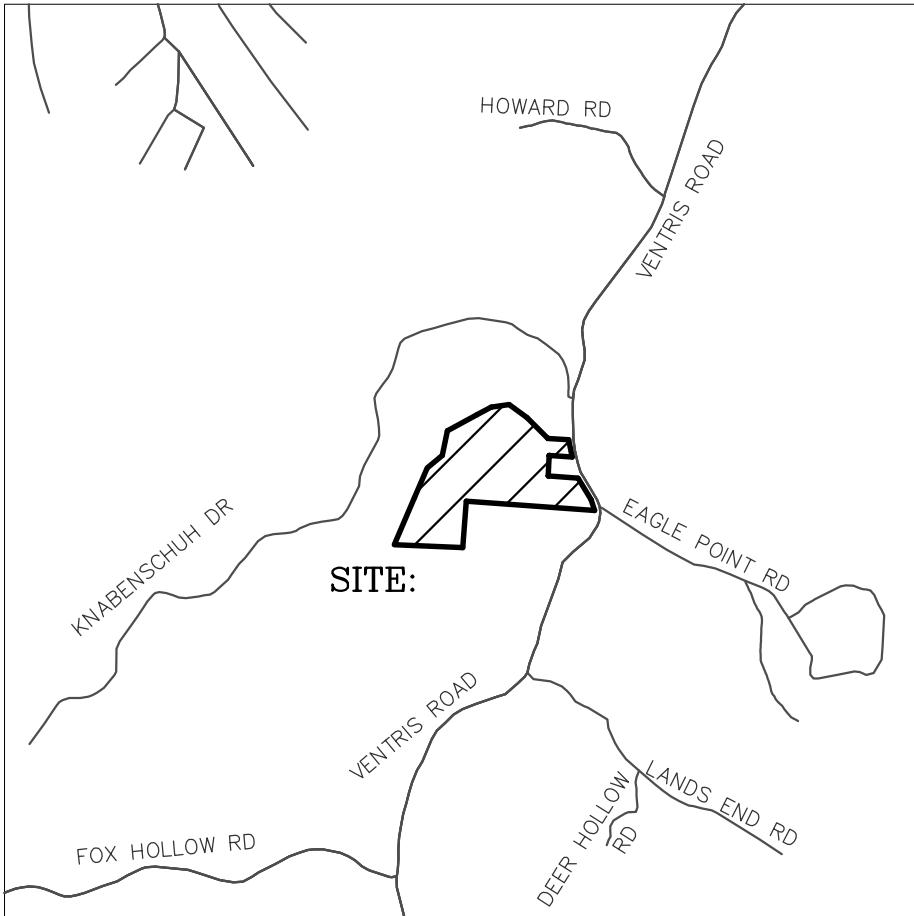 HOWARD RD
VENTRIS ROAD
KNABENSCHUH DR
EAGLE POINT RD
SITE:
VENTRIS ROAD
LANDS END RD
DEER HOLLOW
RD
FOX HOLLOW RD